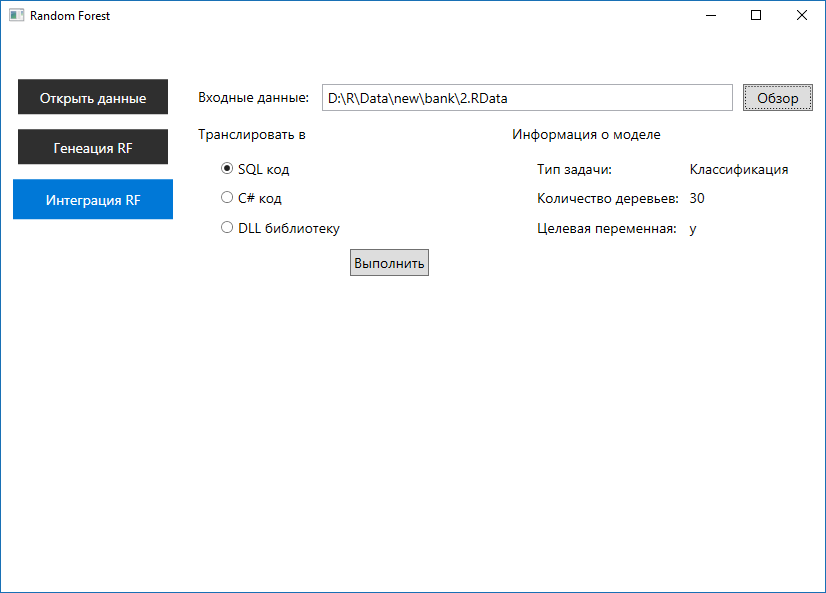 Random Forest
Открыть данные
Входные данные: D:\R\Data\new\bank\2.RData Обзор
Генеация RF
Транслировать в
Информация о моделе
Интеграция RF
SQL код
Тип задачи: Классификация
C# код
Количество деревьев: 30
DLL библиотеку
Целевая переменная: y
Выполнить